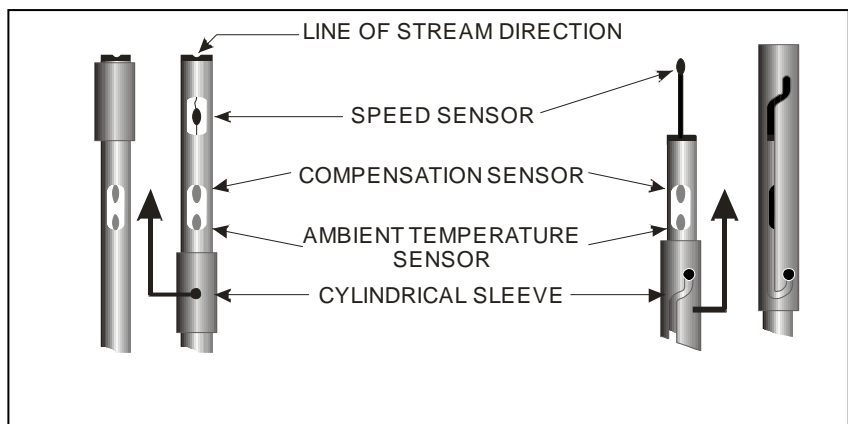 LINE OF STREAM DIRECTION
SPEED SENSOR
COMPENSATION SENSOR
AMBIENT TEMPERATURE
SENSOR
CYLINDRICAL SLEEVE